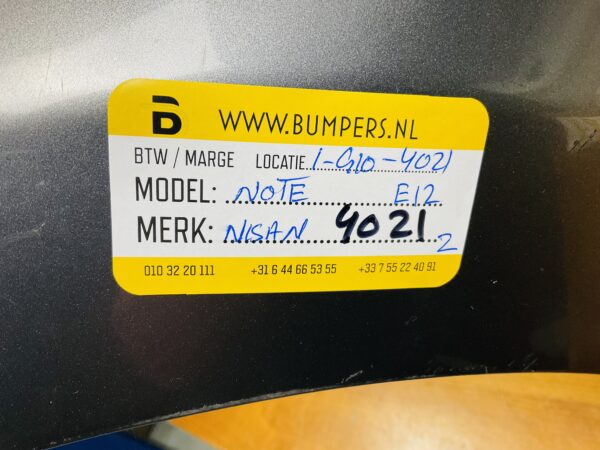 B WWW.BUMPERS.NL
BTW / MARGE LOCATIE 1-G10-4021
MODEL: NOTE E12
MERK: NISAN 4021 2
010 32 20 111 +31 6 44 66 53 55 +33 7 55 22 40 91